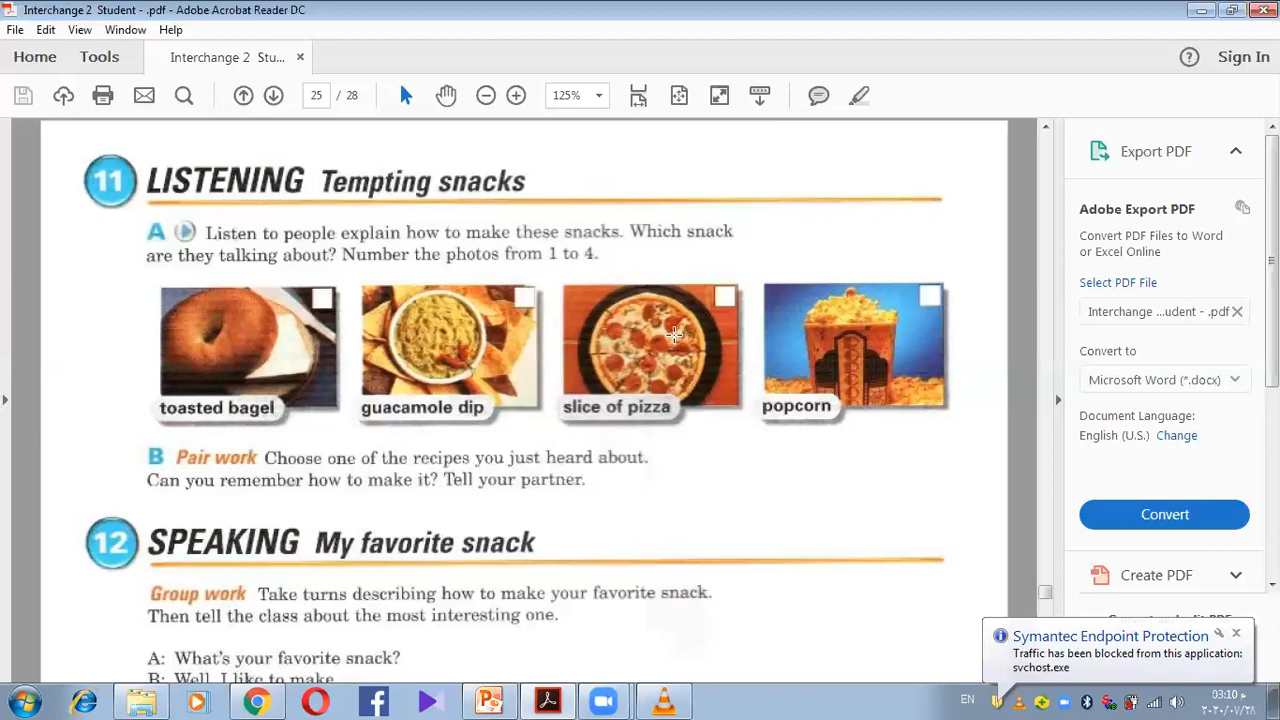 Interchange 2 Student - .pdf - Adobe Acrobat Reader DC
File Edit View Window Help
Home Tools Interchange 2 Stu... × Sign In
25 / 28 125%
11 LISTENING Tempting snacks
A Listen to people explain how to make these snacks. Which snack
are they talking about? Number the photos from 1 to 4.
toasted bagel guacamole dip slice of pizza popcorn
B Pair work Choose one of the recipes you just heard about.
Can you remember how to make it? Tell your partner.
12 SPEAKING My favorite snack
Group work Take turns describing how to make your favorite snack.
Then tell the class about the most interesting one.
A: What's your favorite snack?
B: Well, I like to make
Export PDF
Adobe Export PDF
Convert PDF Files to Word
or Excel Online
Select PDF File
Interchange ...udent - .pdf ×
Convert to
Microsoft Word (*.docx)
Document Language:
English (U.S.) Change
Convert
Create PDF
Symantec Endpoint Protection
Traffic has been blocked from this application:
svchost.exe
EN
03:10 م
٢٠٢٠/٠٧/٢٨